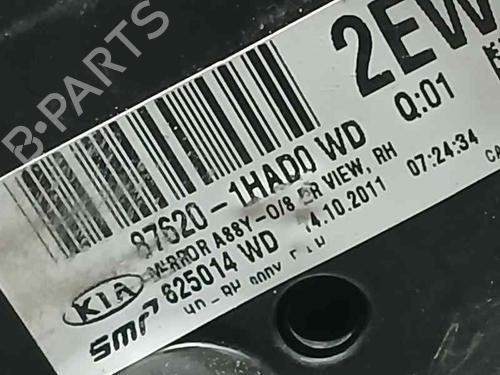 B-PARTS
2EW
87620-1HAD0 WD
Q:01
MIRROR ASSY-O/S RR VIEW, RH
14.10.2011
07:24:34
KIA
SMR
825014 WD